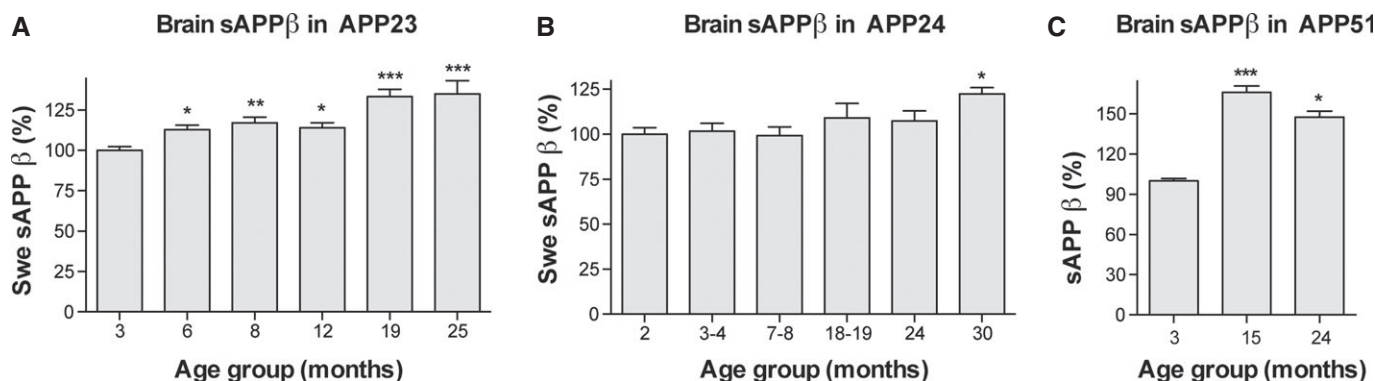 A Brain sAPPβ in APP23
Swe sAPP β (%)
125
100
75
50
25
0
* ** * *** ***
3 6 8 12 19 25
Age group (months)
B Brain sAPPβ in APP24
Swe sAPP β (%)
125
100
75
50
25
0
*
2 3-4 7-8 18-19 24 30
Age group (months)
C Brain sAPPβ in APP51
sAPP β (%)
150
120
90
60
30
0
*** *
3 15 24
Age group (months)